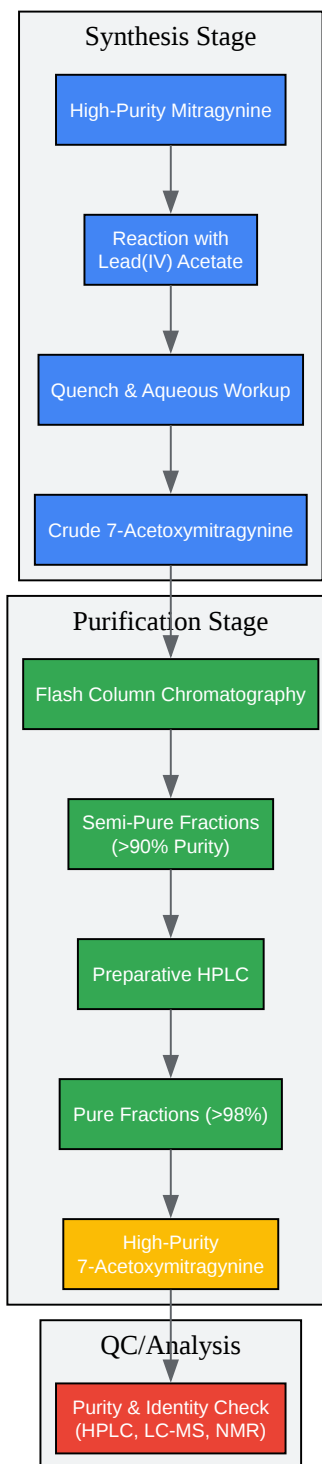 Synthesis Stage
High-Purity Mitragynine
Reaction with
Lead(IV) Acetate
Quench & Aqueous Workup
Crude 7-Acetoxymitragynine
Purification Stage
Flash Column Chromatography
Semi-Pure Fractions
(>90% Purity)
Preparative HPLC
Pure Fractions (>98%)
High-Purity
7-Acetoxymitragynine
QC/Analysis
Purity & Identity Check
(HPLC, LC-MS, NMR)